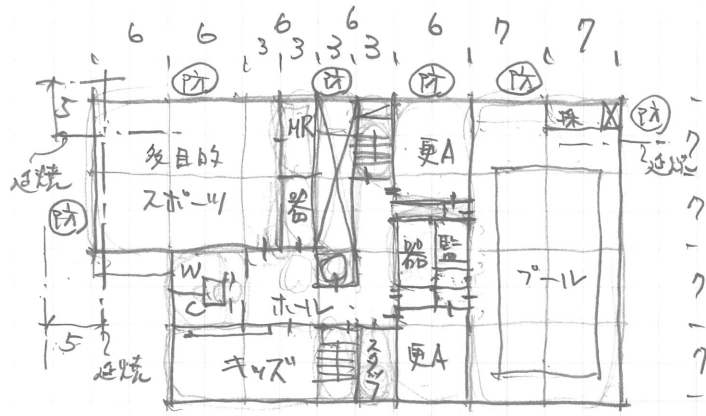 6 6 6 6 7 7
3 3 3 3
防 防 防 防
5
延焼
多目的
スポーツ
MR
器
更A
採
防
延焼
7
防
7
監
プール
W
C
ホール
7
5
延焼
キッズ
スタッフ
更A
7